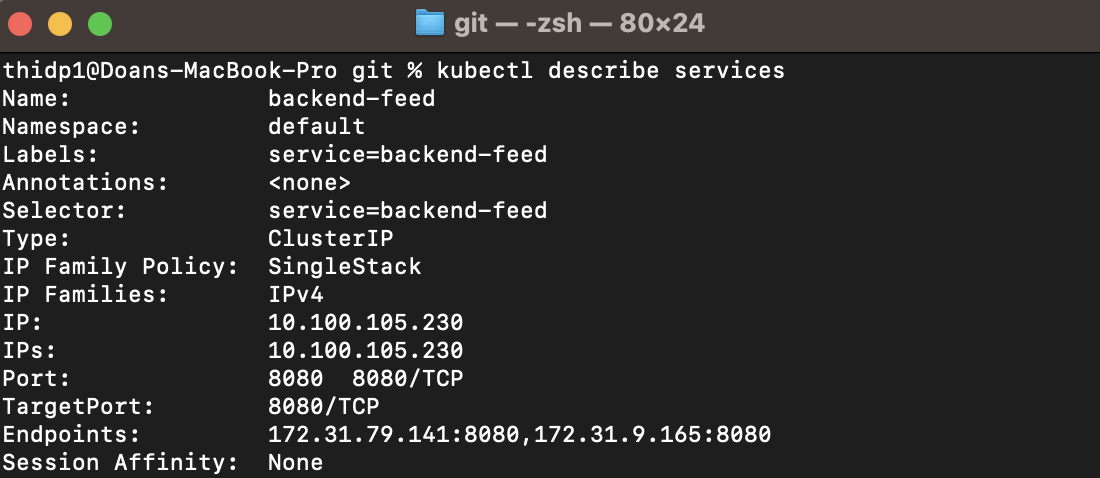 git — -zsh — 80×24
thidp1@Doans-MacBook-Pro git % kubectl describe services
Name:              backend-feed
Namespace:         default
Labels:            service=backend-feed
Annotations:       <none>
Selector:          service=backend-feed
Type:              ClusterIP
IP Family Policy:  SingleStack
IP Families:       IPv4
IP:                10.100.105.230
IPs:               10.100.105.230
Port:              8080  8080/TCP
TargetPort:        8080/TCP
Endpoints:         172.31.79.141:8080,172.31.9.165:8080
Session Affinity:  None